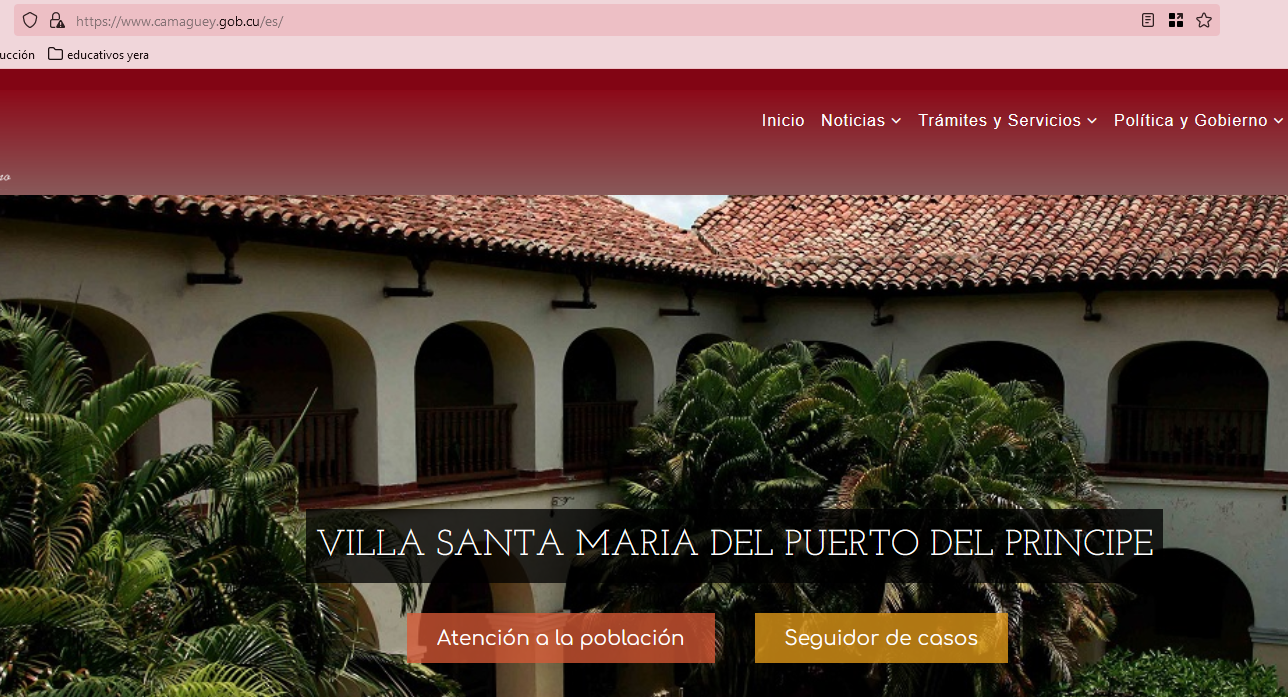 https://www.camaguey.gob.cu/es/
ucción educativos yera
Inicio Noticias Trámites y Servicios Política y Gobierno
no
VILLA SANTA MARIA DEL PUERTO DEL PRINCIPE
Atención a la población Seguidor de casos